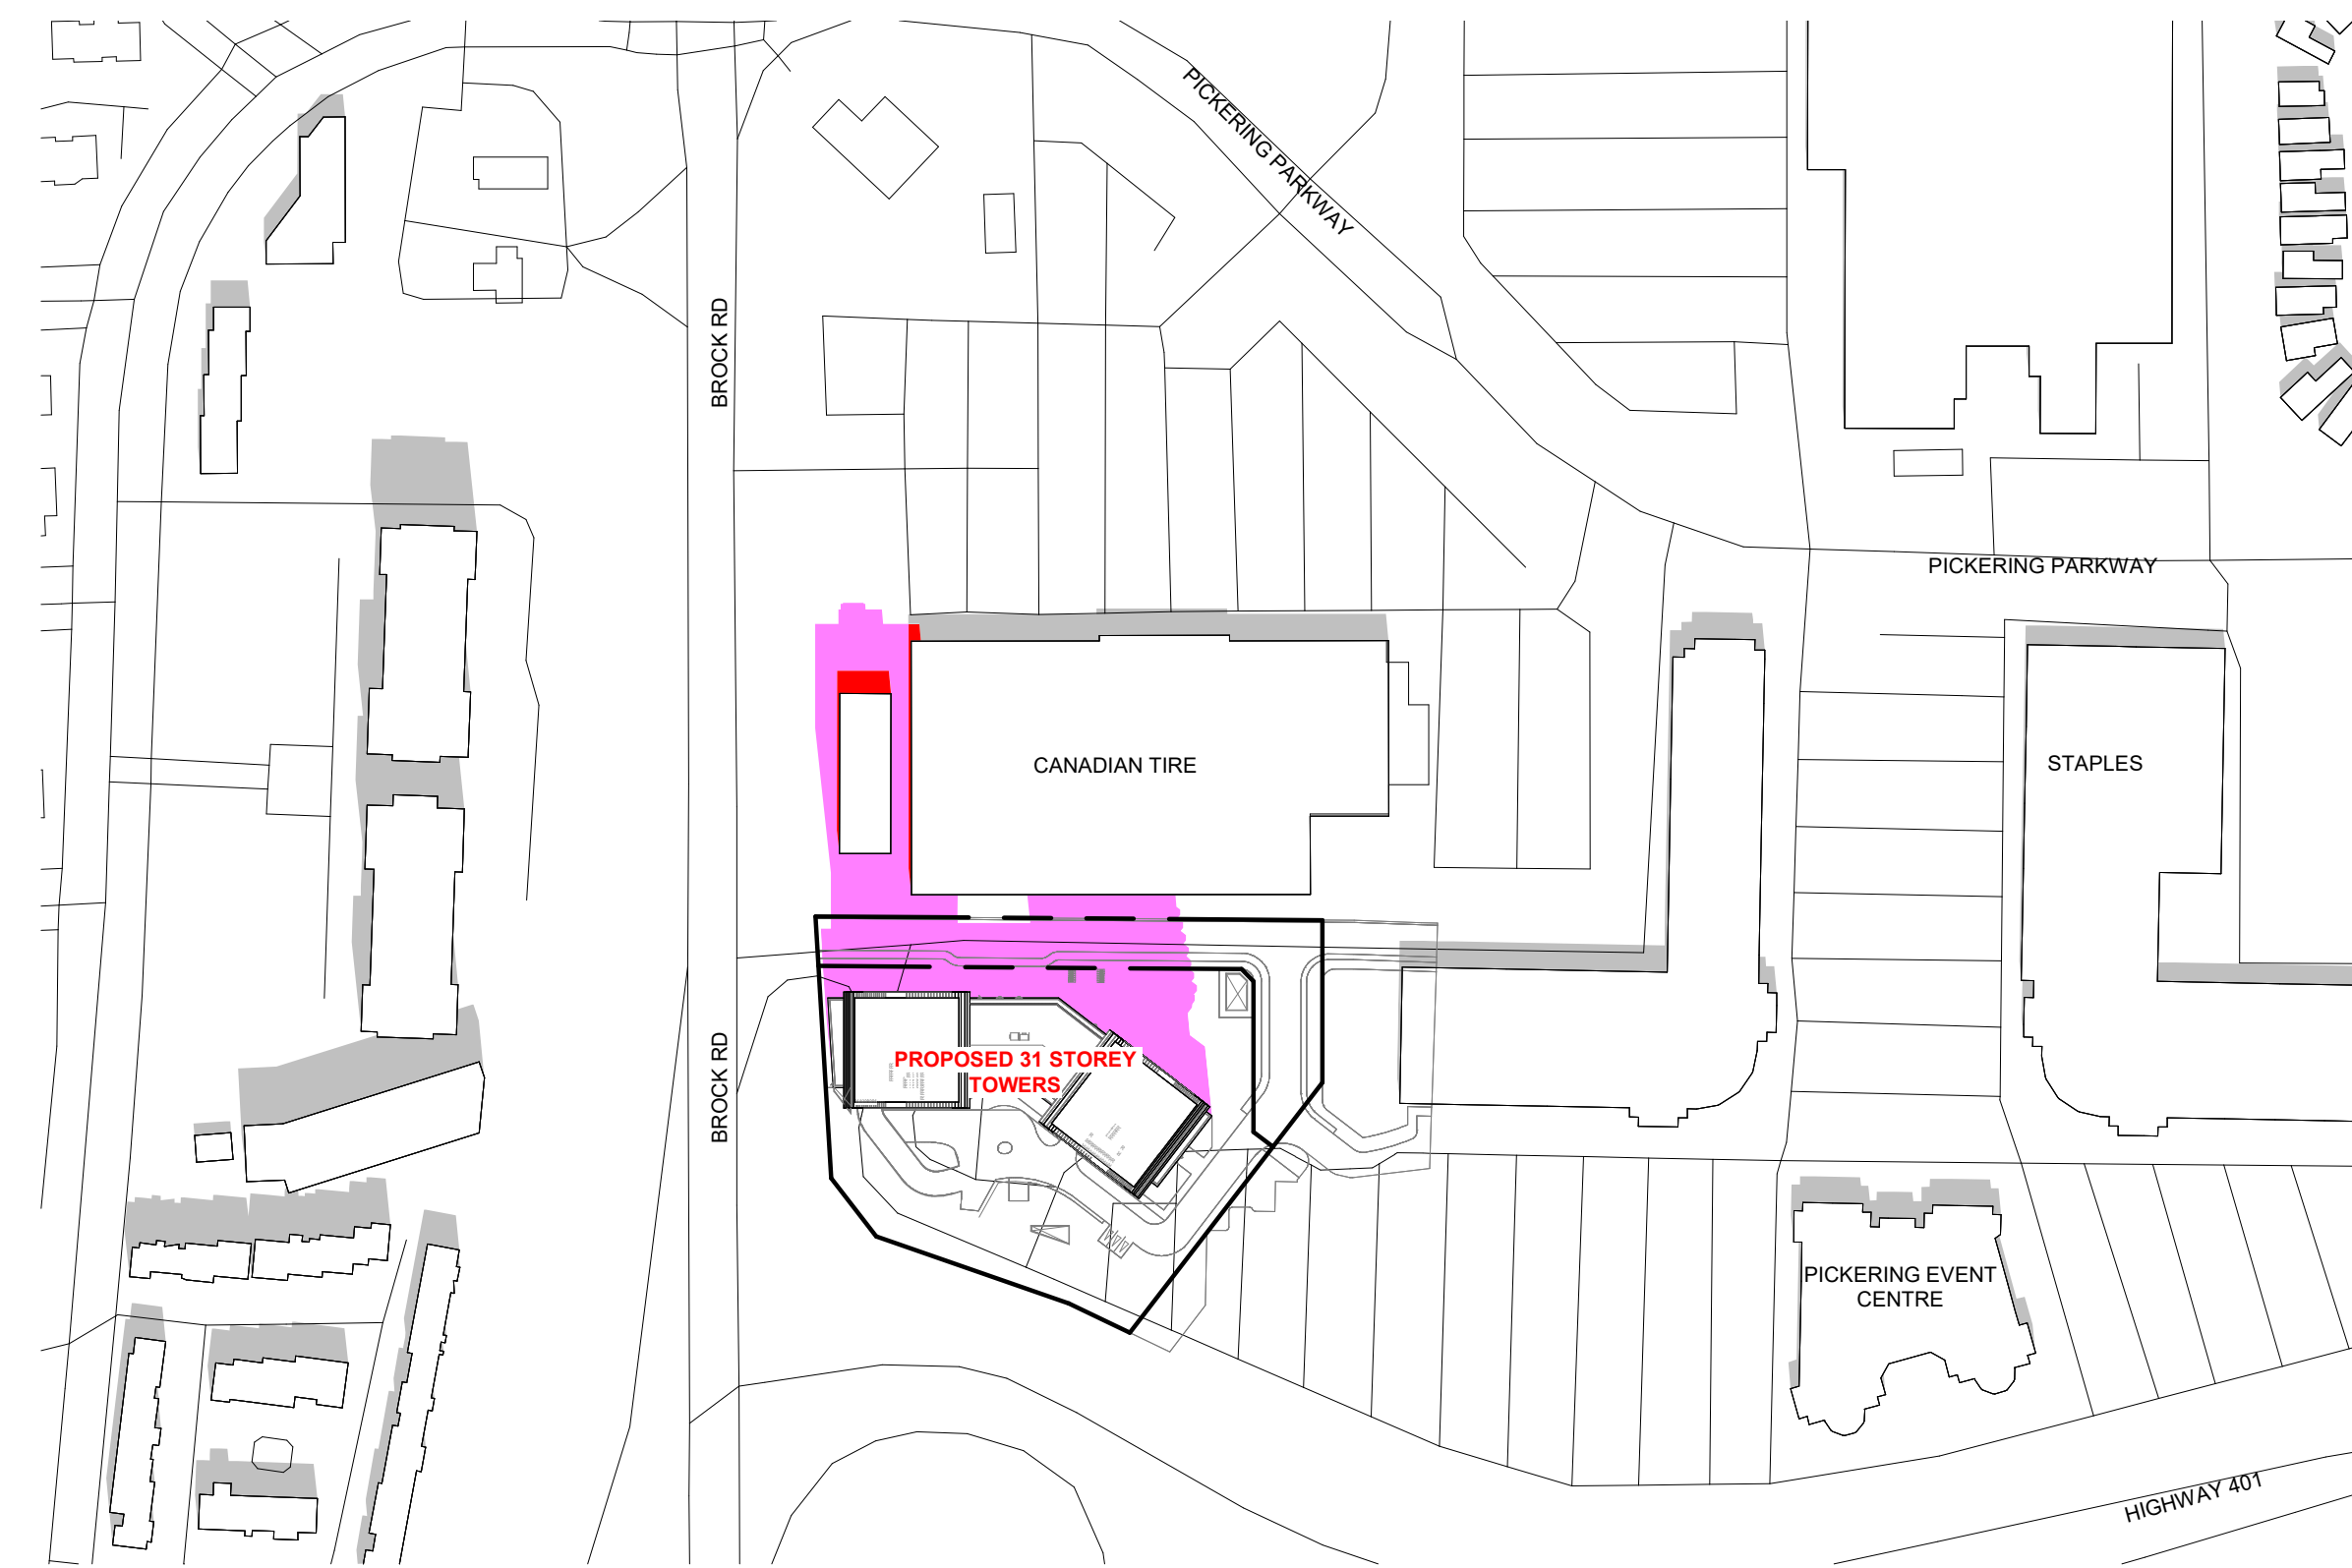 PICKERING PARKWAY
BROCK RD
PICKERING PARKWAY
CANADIAN TIRE
STAPLES
PROPOSED 31 STOREY
TOWERS
BROCK RD
PICKERING EVENT
CENTRE
HIGHWAY 401